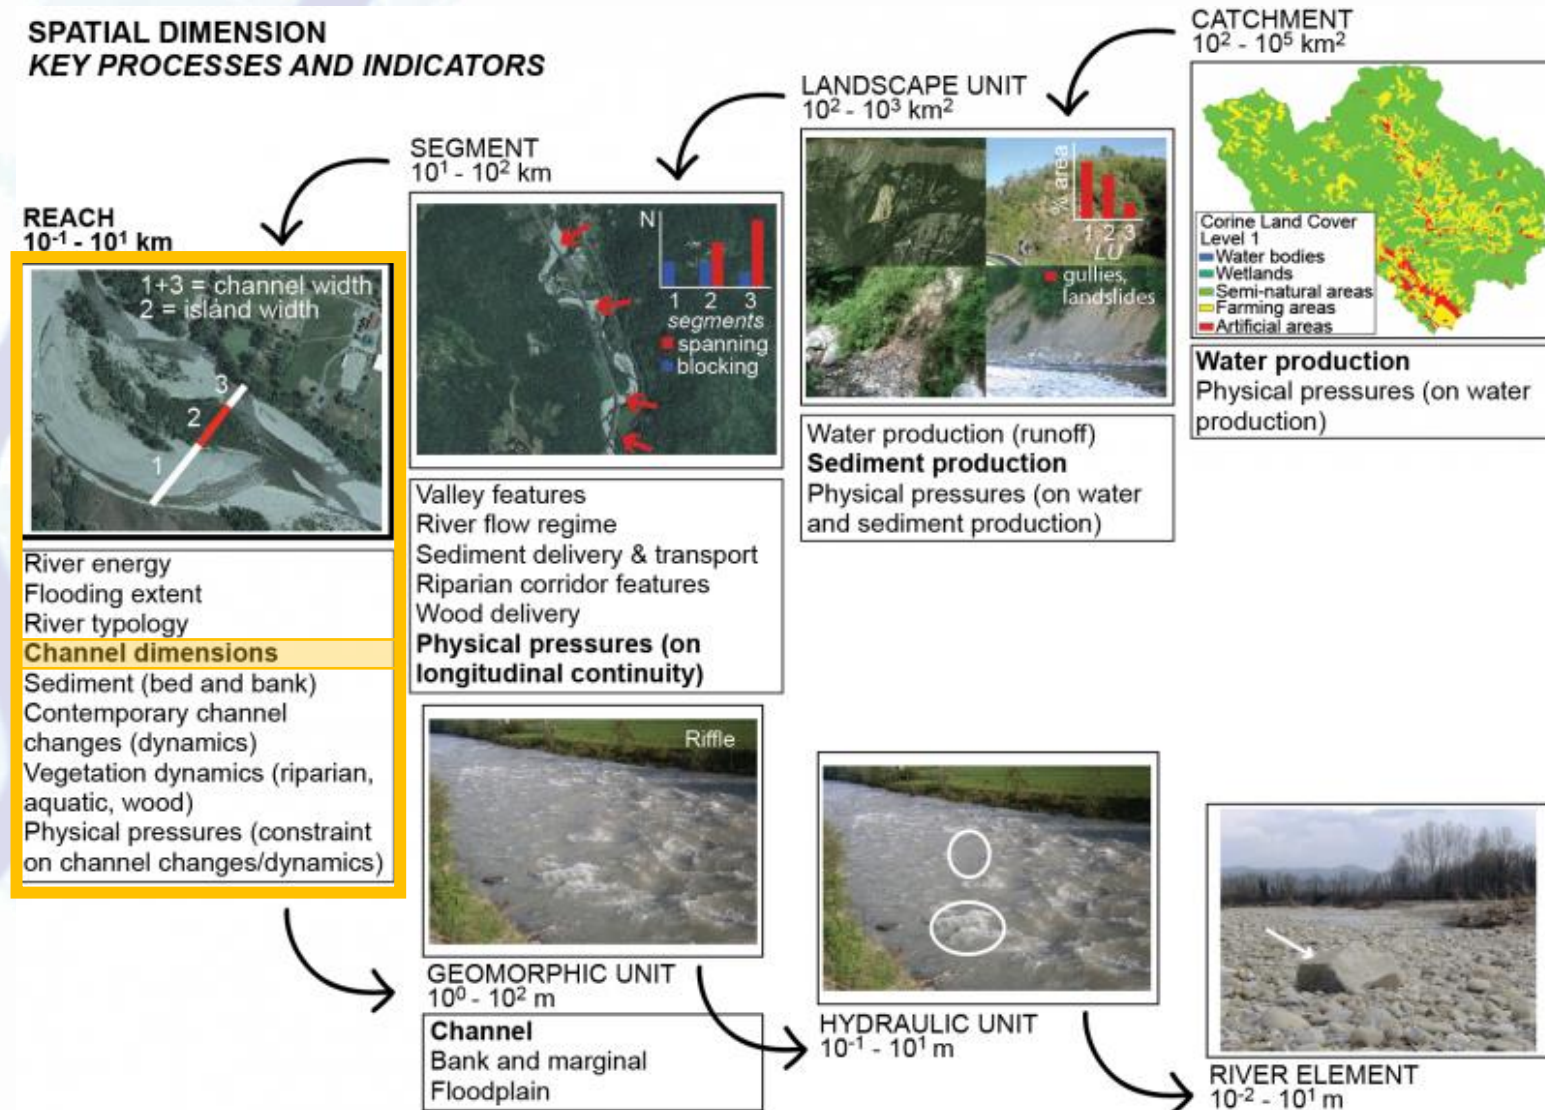 SPATIAL DIMENSION
KEY PROCESSES AND INDICATORS
CATCHMENT
10² - 10⁵ km²
Corine Land Cover
Level 1
Water bodies
Wetlands
Semi-natural areas
Farming areas
Artificial areas
Water production
Physical pressures (on water
production)
LANDSCAPE UNIT
10² - 10³ km²
% area
1 2 3
LU
gullies,
landslides
Water production (runoff)
Sediment production
Physical pressures (on water
and sediment production)
SEGMENT
10¹ - 10² km
N
1 2 3
segments
spanning
blocking
Valley features
River flow regime
Sediment delivery & transport
Riparian corridor features
Wood delivery
Physical pressures (on
longitudinal continuity)
REACH
10⁻¹ - 10¹ km
1+3 = channel width
2 = island width
3
2
1
River energy
Flooding extent
River typology
Channel dimensions
Sediment (bed and bank)
Contemporary channel
changes (dynamics)
Vegetation dynamics (riparian,
aquatic, wood)
Physical pressures (constraint
on channel changes/dynamics)
Riffle
GEOMORPHIC UNIT
10⁰ - 10² m
Channel
Bank and marginal
Floodplain
HYDRAULIC UNIT
10⁻¹ - 10¹ m
RIVER ELEMENT
10⁻² - 10¹ m